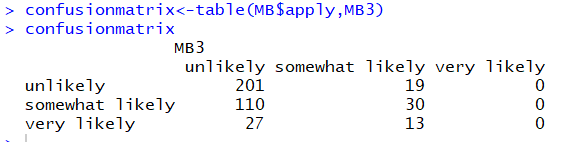 > confusionmatrix<-table(MB$apply,MB3)
> confusionmatrix
MB3
unlikely somewhat likely very likely
unlikely 201 19 0
somewhat likely 110 30 0
very likely 27 13 0
>